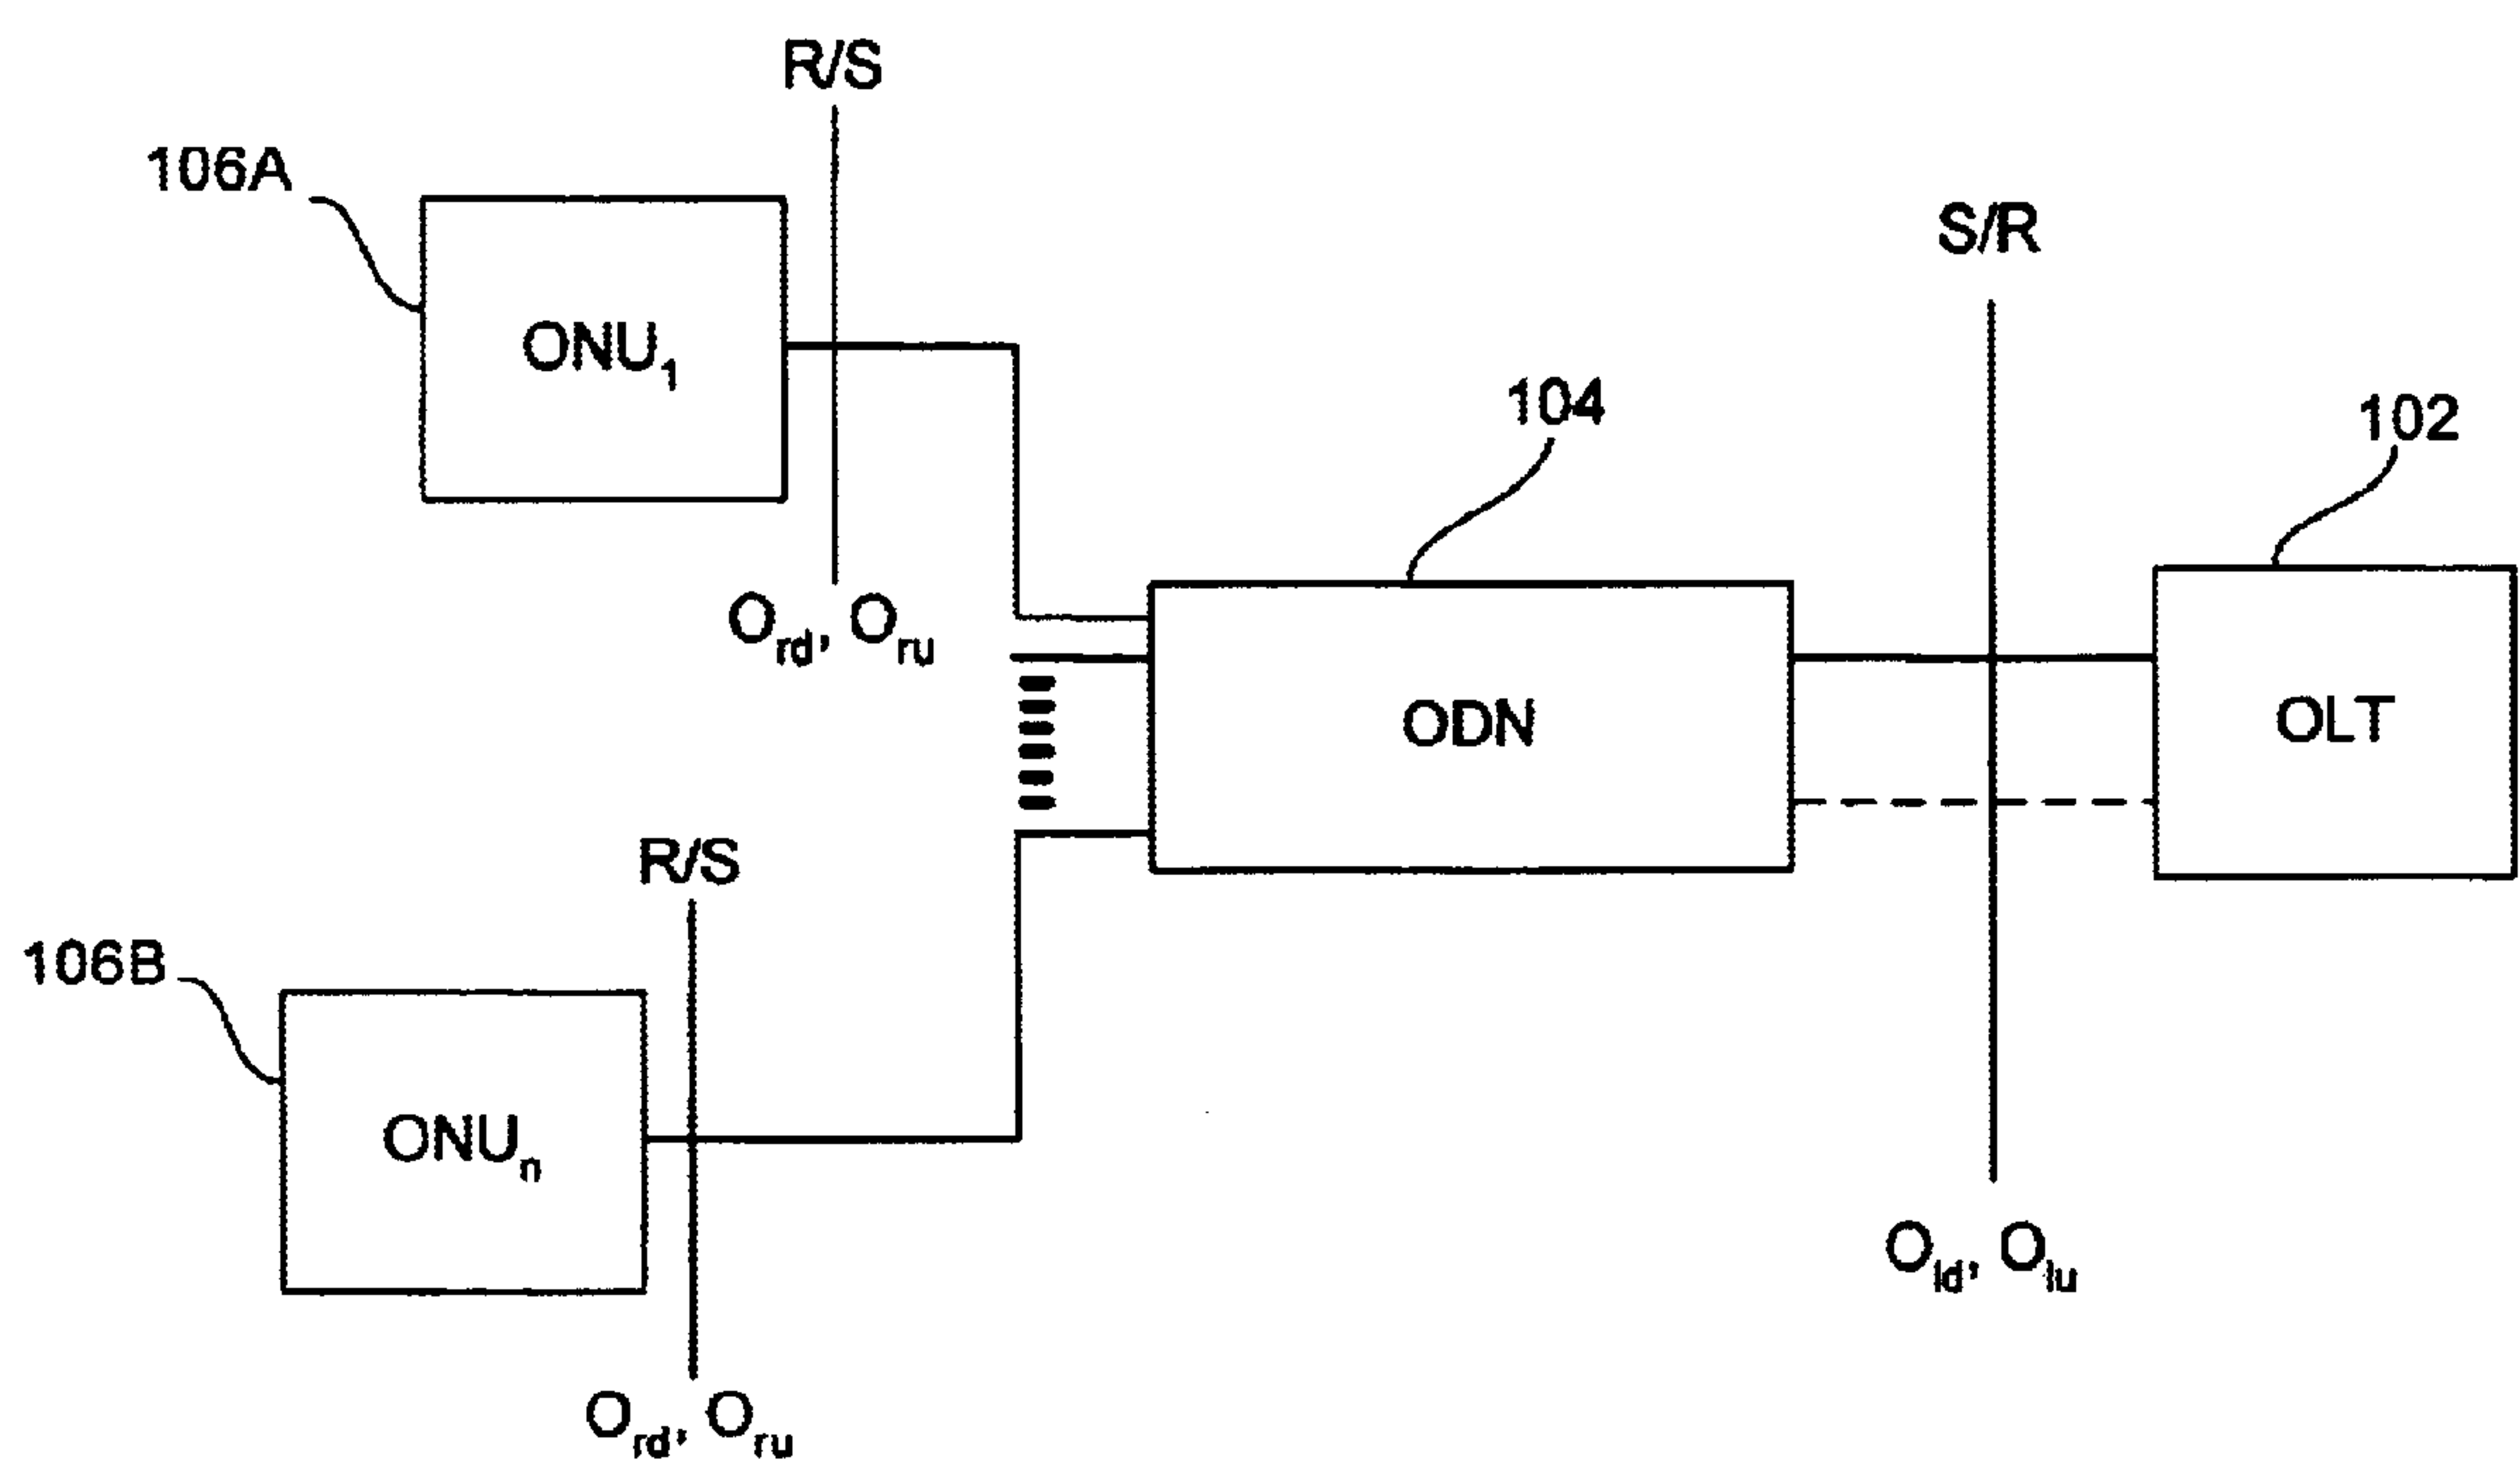 R/S
106A
ONU1
Ord, Oru
S/R
104
102
ODN
OLT
R/S
106B
ONUn
Ord, Oru
Old, Olu